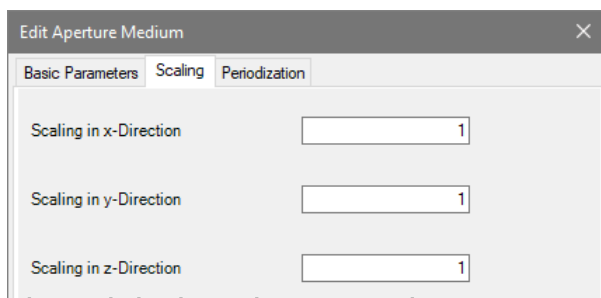 Edit Aperture Medium
Basic Parameters Scaling Periodization
Scaling in x-Direction 1
Scaling in y-Direction 1
Scaling in z-Direction 1